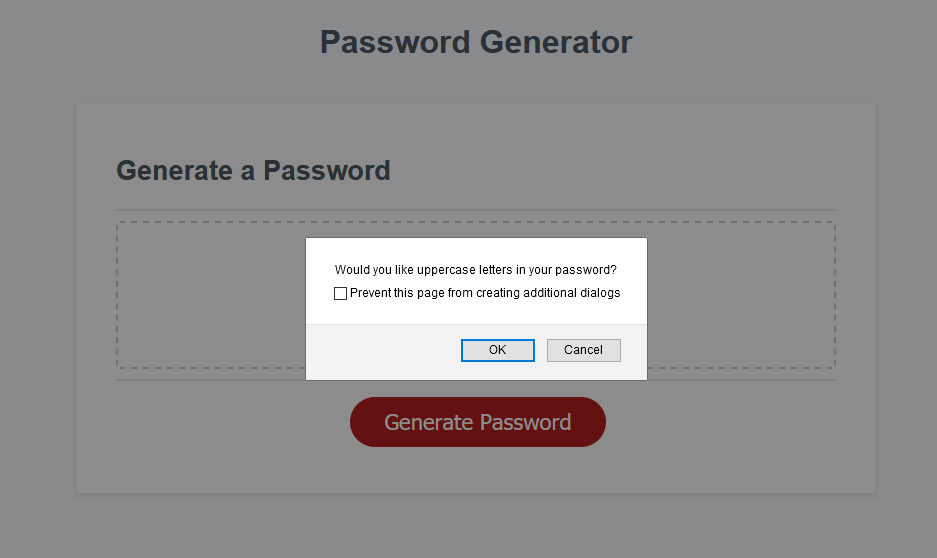 Password Generator
Generate a Password
Would you like uppercase letters in your password?
Prevent this page from creating additional dialogs
OK Cancel
Generate Password